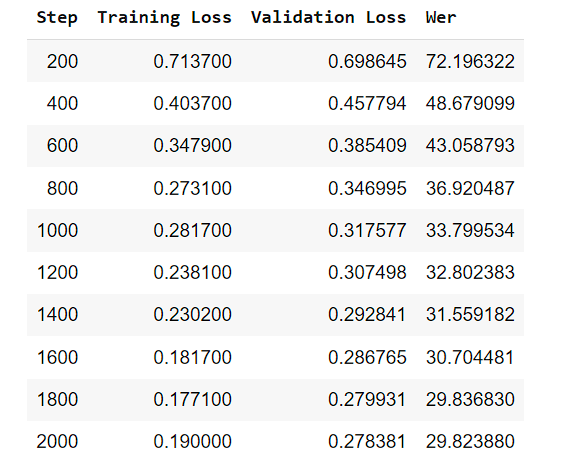 Step Training Loss Validation Loss Wer
200 0.713700 0.698645 72.196322
400 0.403700 0.457794 48.679099
600 0.347900 0.385409 43.058793
800 0.273100 0.346995 36.920487
1000 0.281700 0.317577 33.799534
1200 0.238100 0.307498 32.802383
1400 0.230200 0.292841 31.559182
1600 0.181700 0.286765 30.704481
1800 0.177100 0.279931 29.836830
2000 0.190000 0.278381 29.823880